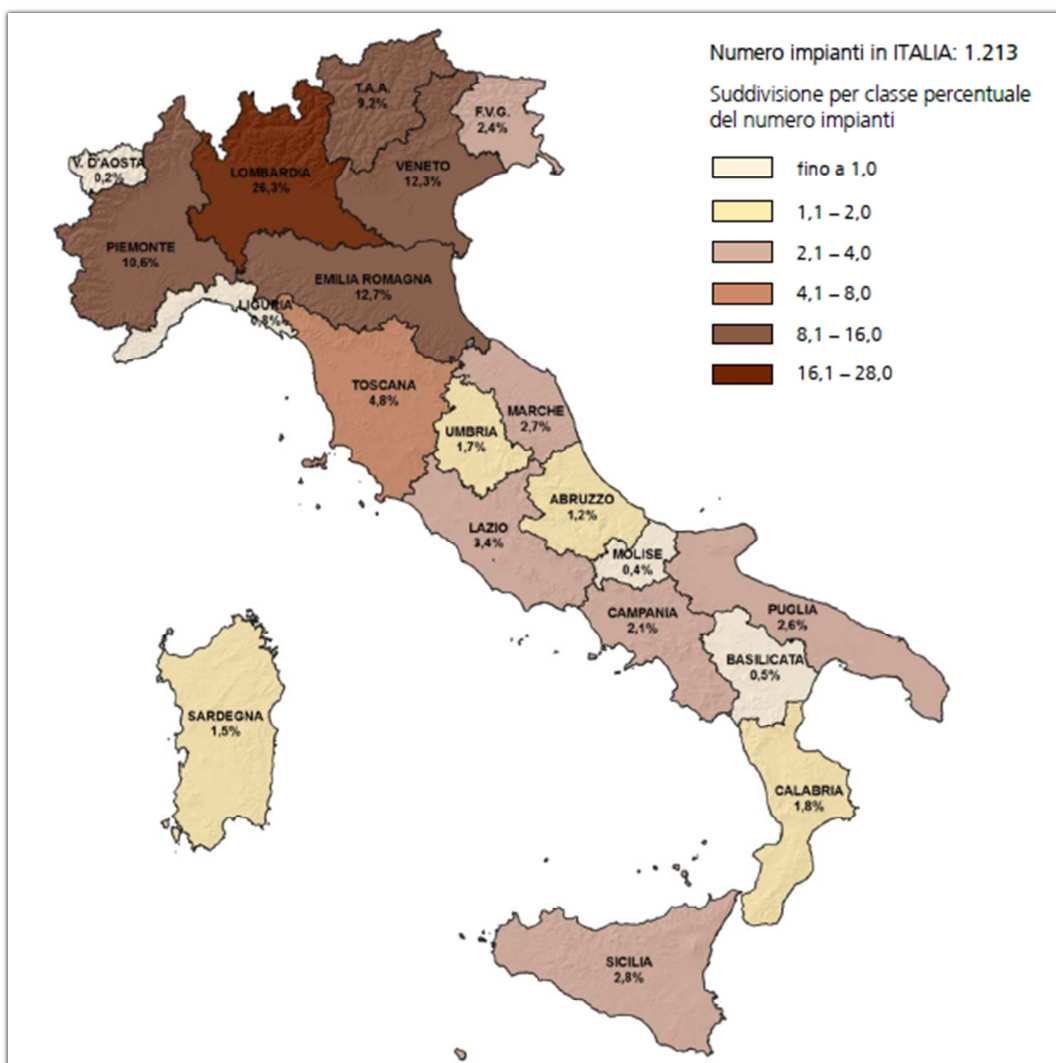 Numero impianti in ITALIA: 1.213
Suddivisione per classe percentuale
del numero impianti
fino a 1,0
1,1 – 2,0
2,1 – 4,0
4,1 – 8,0
8,1 – 16,0
16,1 – 28,0
T.A.A.
9,2%
F.V.G.
2,4%
V. D'AOSTA
0,2%
LOMBARDIA
26,3%
VENETO
12,3%
PIEMONTE
10,6%
EMILIA ROMAGNA
12,7%
LIGURIA
0,8%
TOSCANA
4,8%
MARCHE
2,7%
UMBRIA
1,7%
ABRUZZO
1,2%
LAZIO
3,4%
MOLISE
0,4%
CAMPANIA
2,1%
PUGLIA
2,6%
BASILICATA
0,5%
SARDEGNA
1,5%
CALABRIA
1,8%
SICILIA
2,8%